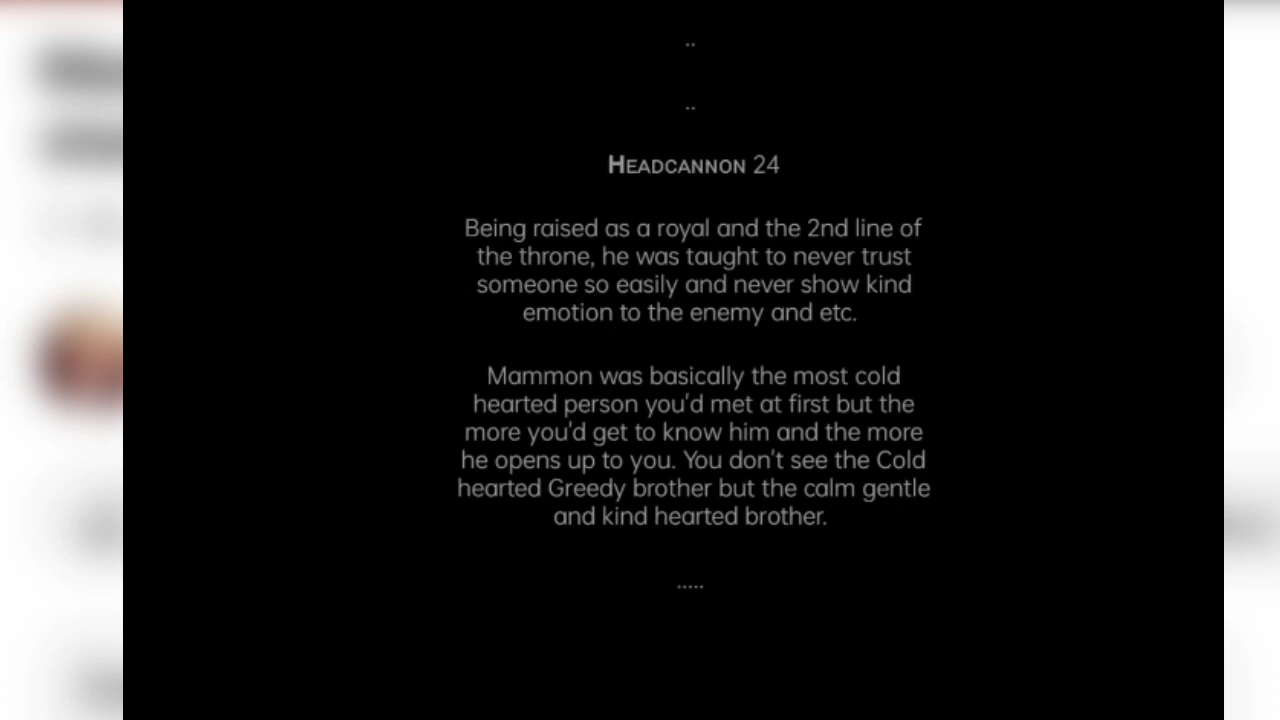 ..
..
HEADCANNON 24
Being raised as a royal and the 2nd line of
the throne, he was taught to never trust
someone so easily and never show kind
emotion to the enemy and etc.
Mammon was basically the most cold
hearted person you'd met at first but the
more you'd get to know him and the more
he opens up to you. You don't see the Cold
hearted Greedy brother but the calm gentle
and kind hearted brother.
.....